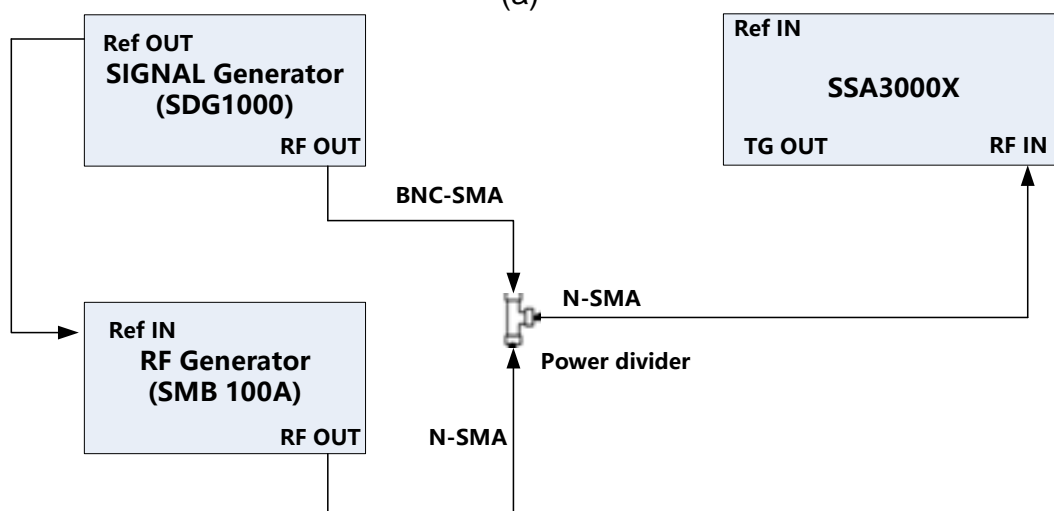 (a)
Ref OUT
SIGNAL Generator
(SDG1000)
RF OUT
Ref IN
SSA3000X
TG OUT
RF IN
BNC-SMA
N-SMA
Ref IN
RF Generator
(SMB 100A)
RF OUT
Power divider
N-SMA